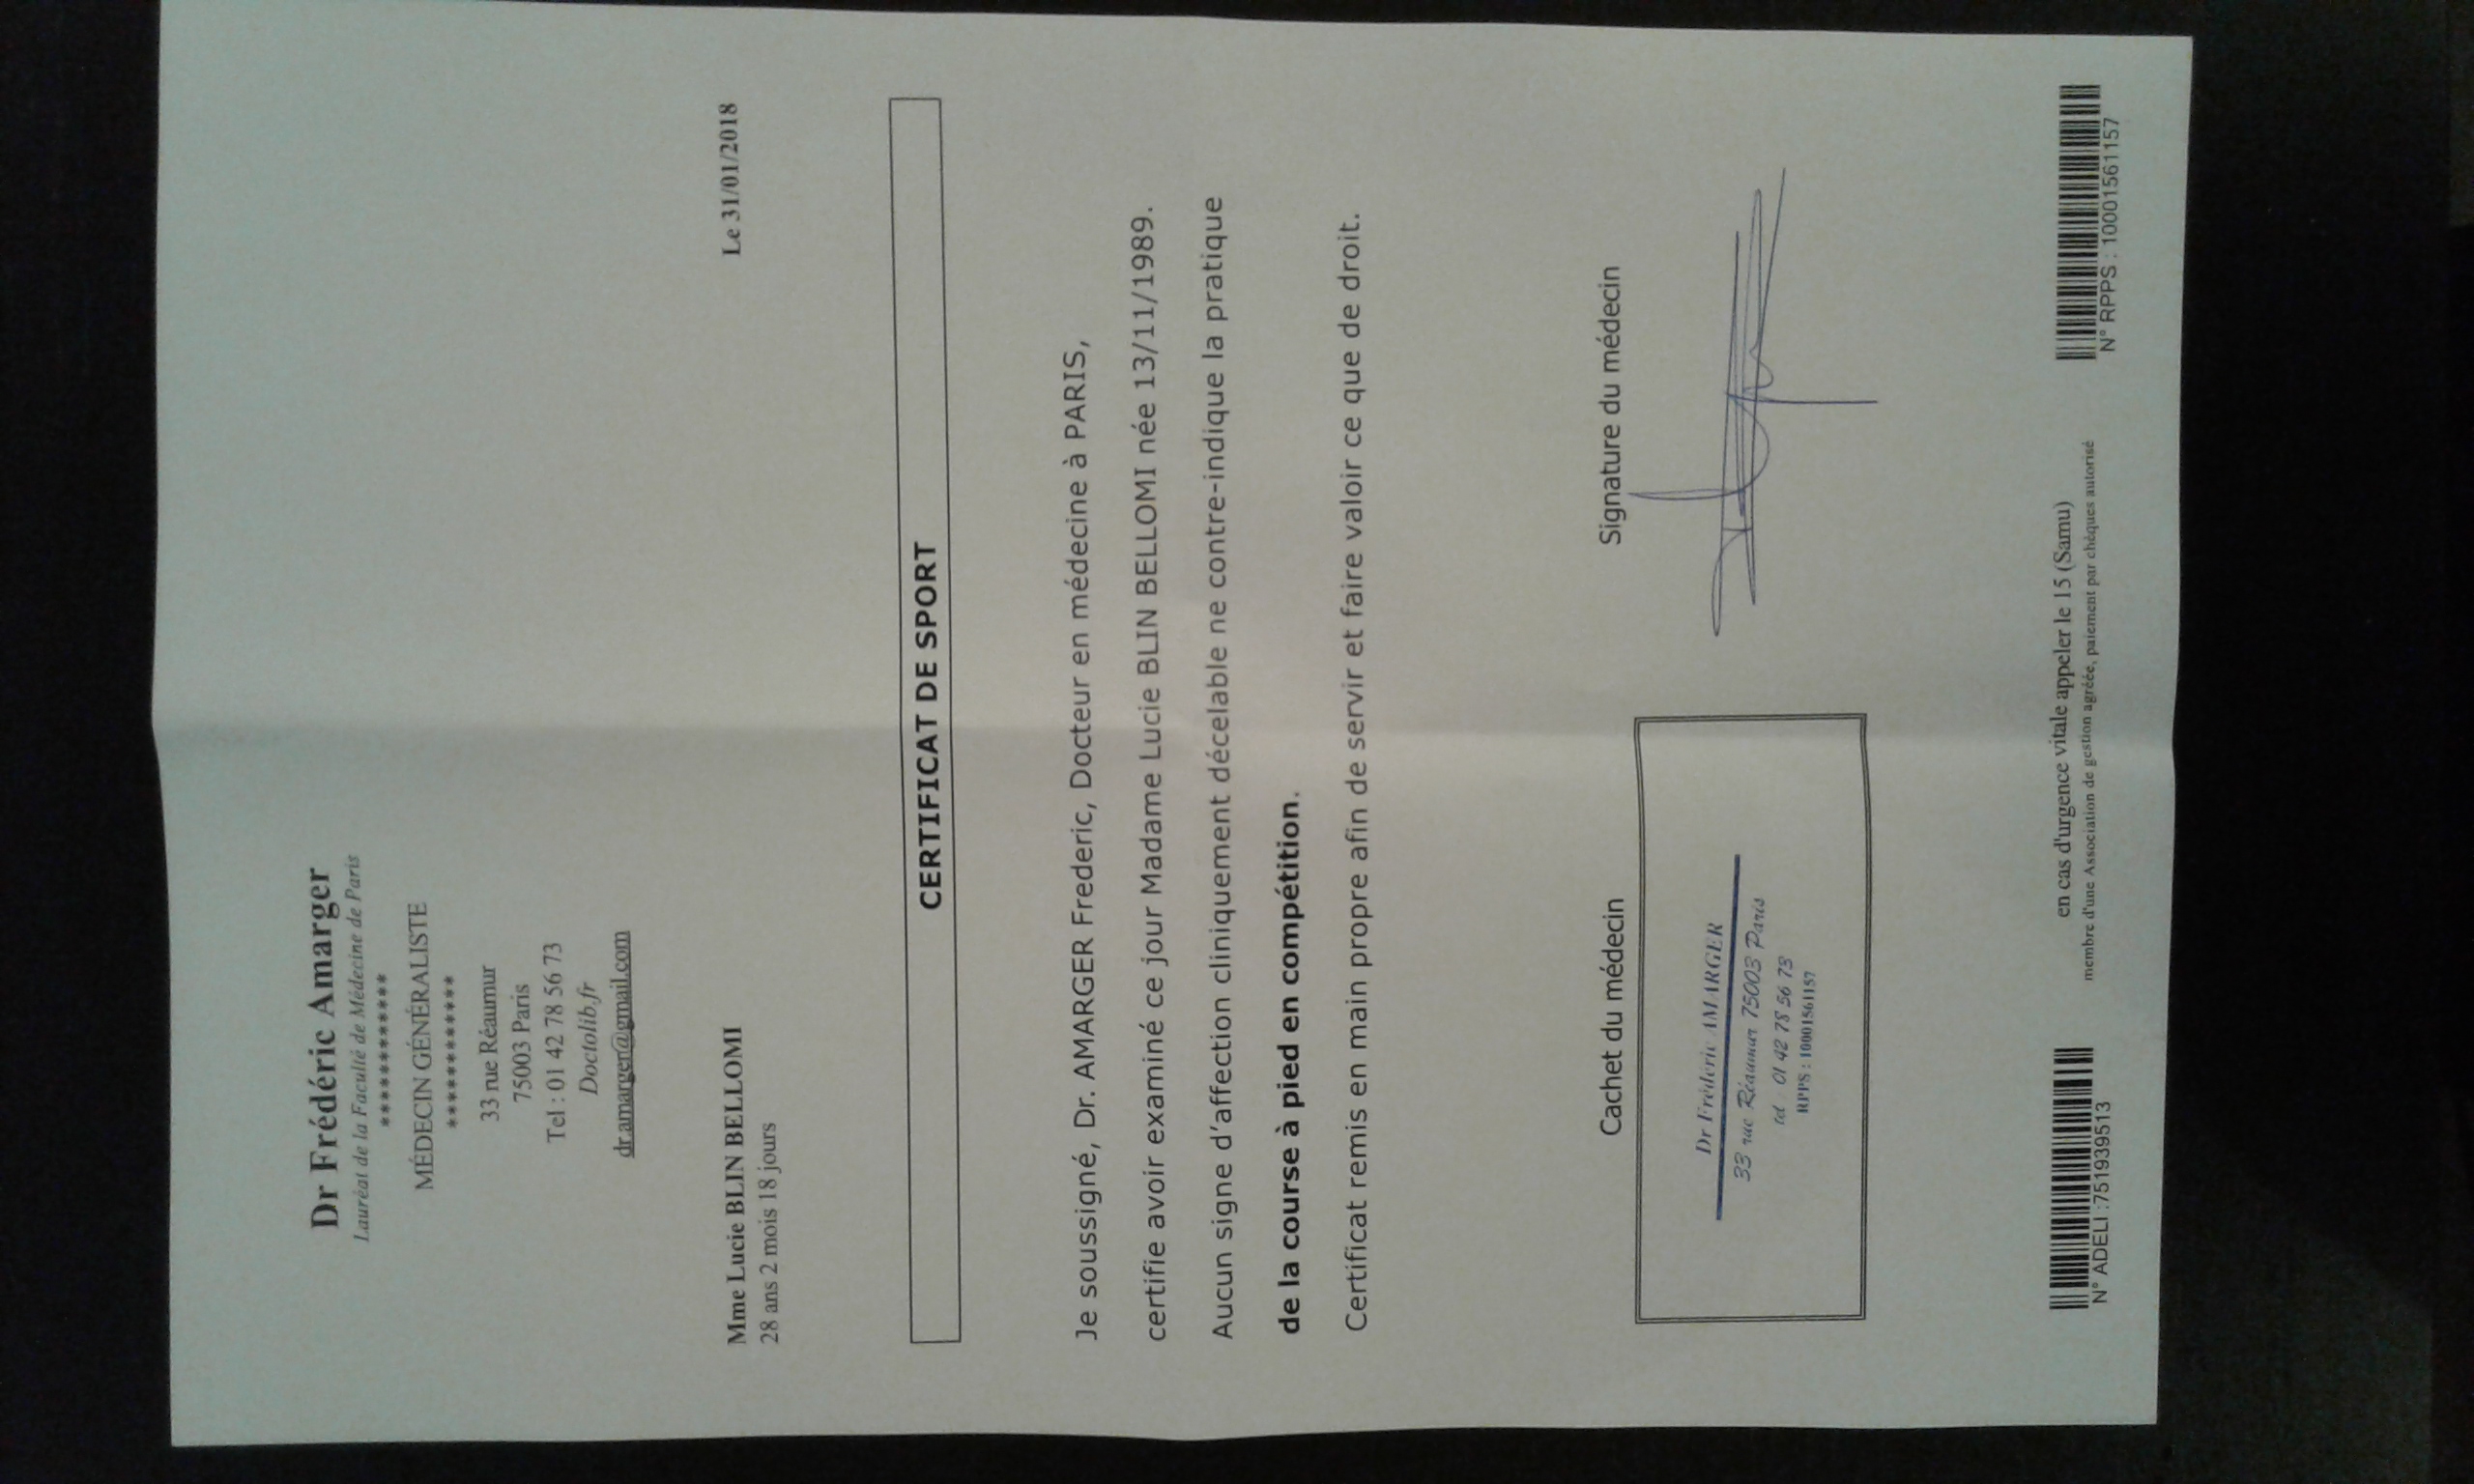 Dr Frédéric Amarger
Lauréat de la Faculté de Médecine de Paris
**********
MÉDECIN GÉNÉRALISTE
**********
33 rue Réaumur
75003 Paris
Tel : 01 42 78 56 73
Doctolib.fr
dr.amarger@gmail.com
Mme Lucie BLIN BELLOMI
Le 31/01/2018
28 ans 2 mois 18 jours
CERTIFICAT DE SPORT
Je soussigné, Dr. AMARGER Frederic, Docteur en médecine à PARIS,
certifie avoir examiné ce jour Madame Lucie BLIN BELLOMI née 13/11/1989.
Aucun signe d'affection cliniquement décelable ne contre-indique la pratique
de la course à pied en compétition.
Certificat remis en main propre afin de servir et faire valoir ce que de droit.
Cachet du médecin
Signature du médecin
Dr Frédéric AMARGER
33 rue Réaumur 75003 Paris
tél 01 42 78 56 73
RPPS : 10001561157
en cas d'urgence vitale appeler le 15 (Samu)
membre d'une Association de gestion agréée, paiement par chèques autorisé
N° ADELI :751939513
N° RPPS : 10001561157